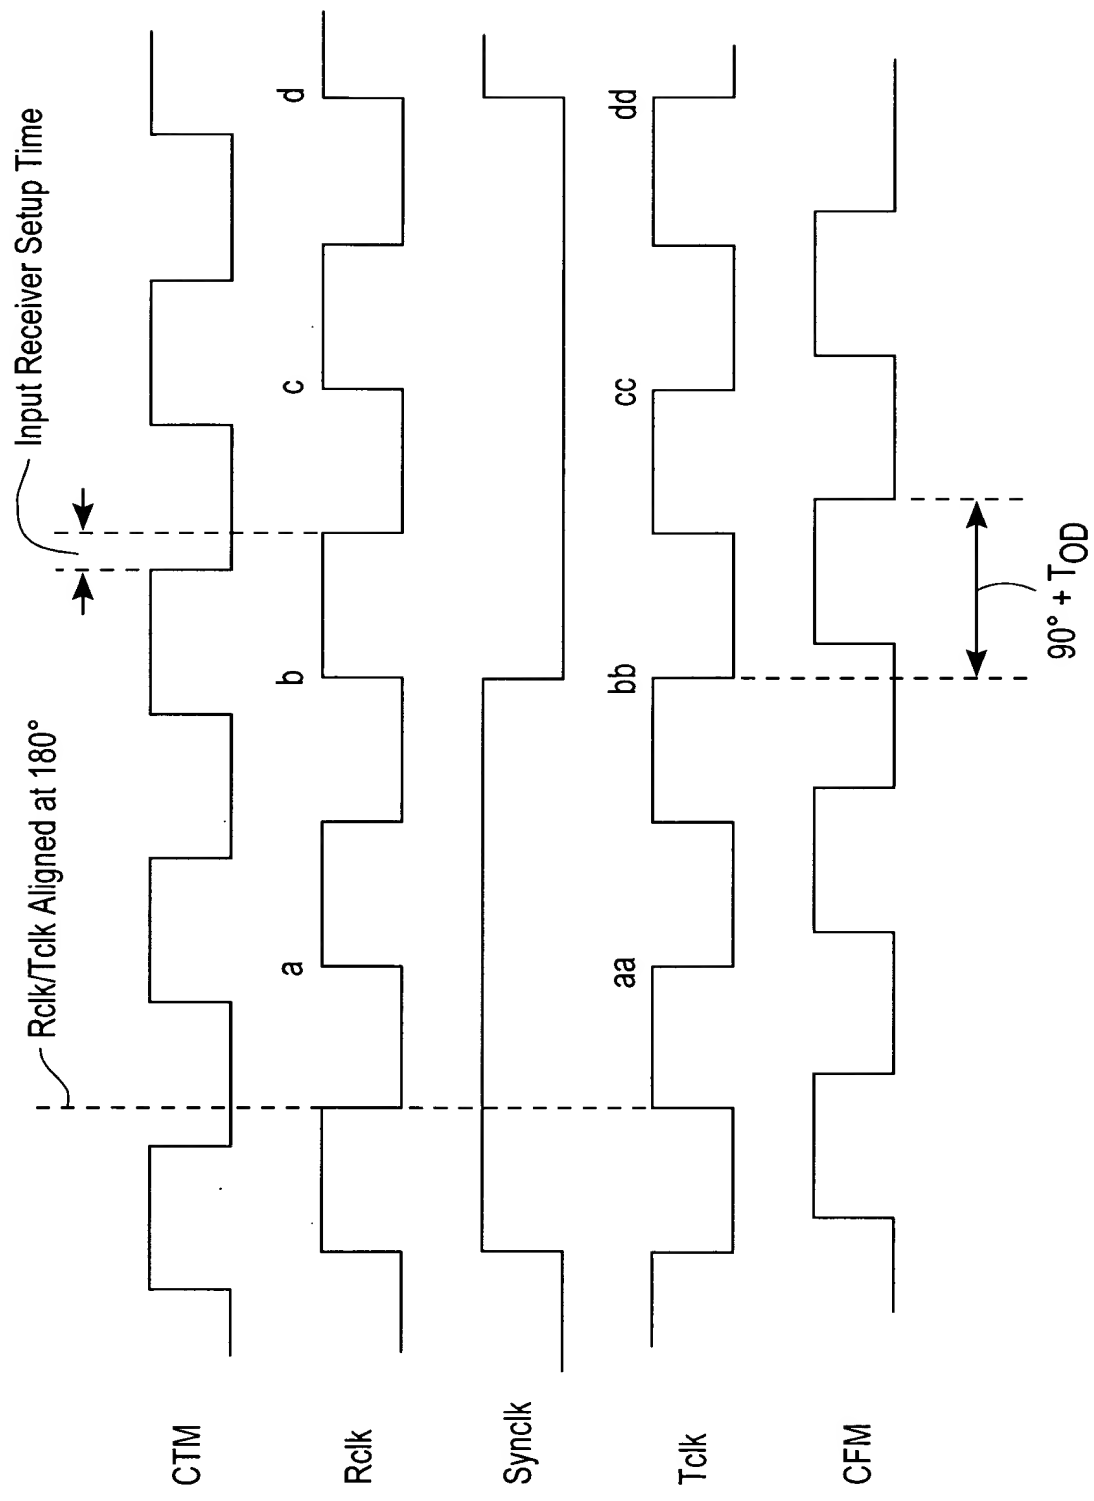 Rclk/Tclk Aligned at 180°
Input Receiver Setup Time
CTM
a
b
c
d
Rclk
Synclk
aa
bb
cc
dd
Tclk
CFM
90° + TOD